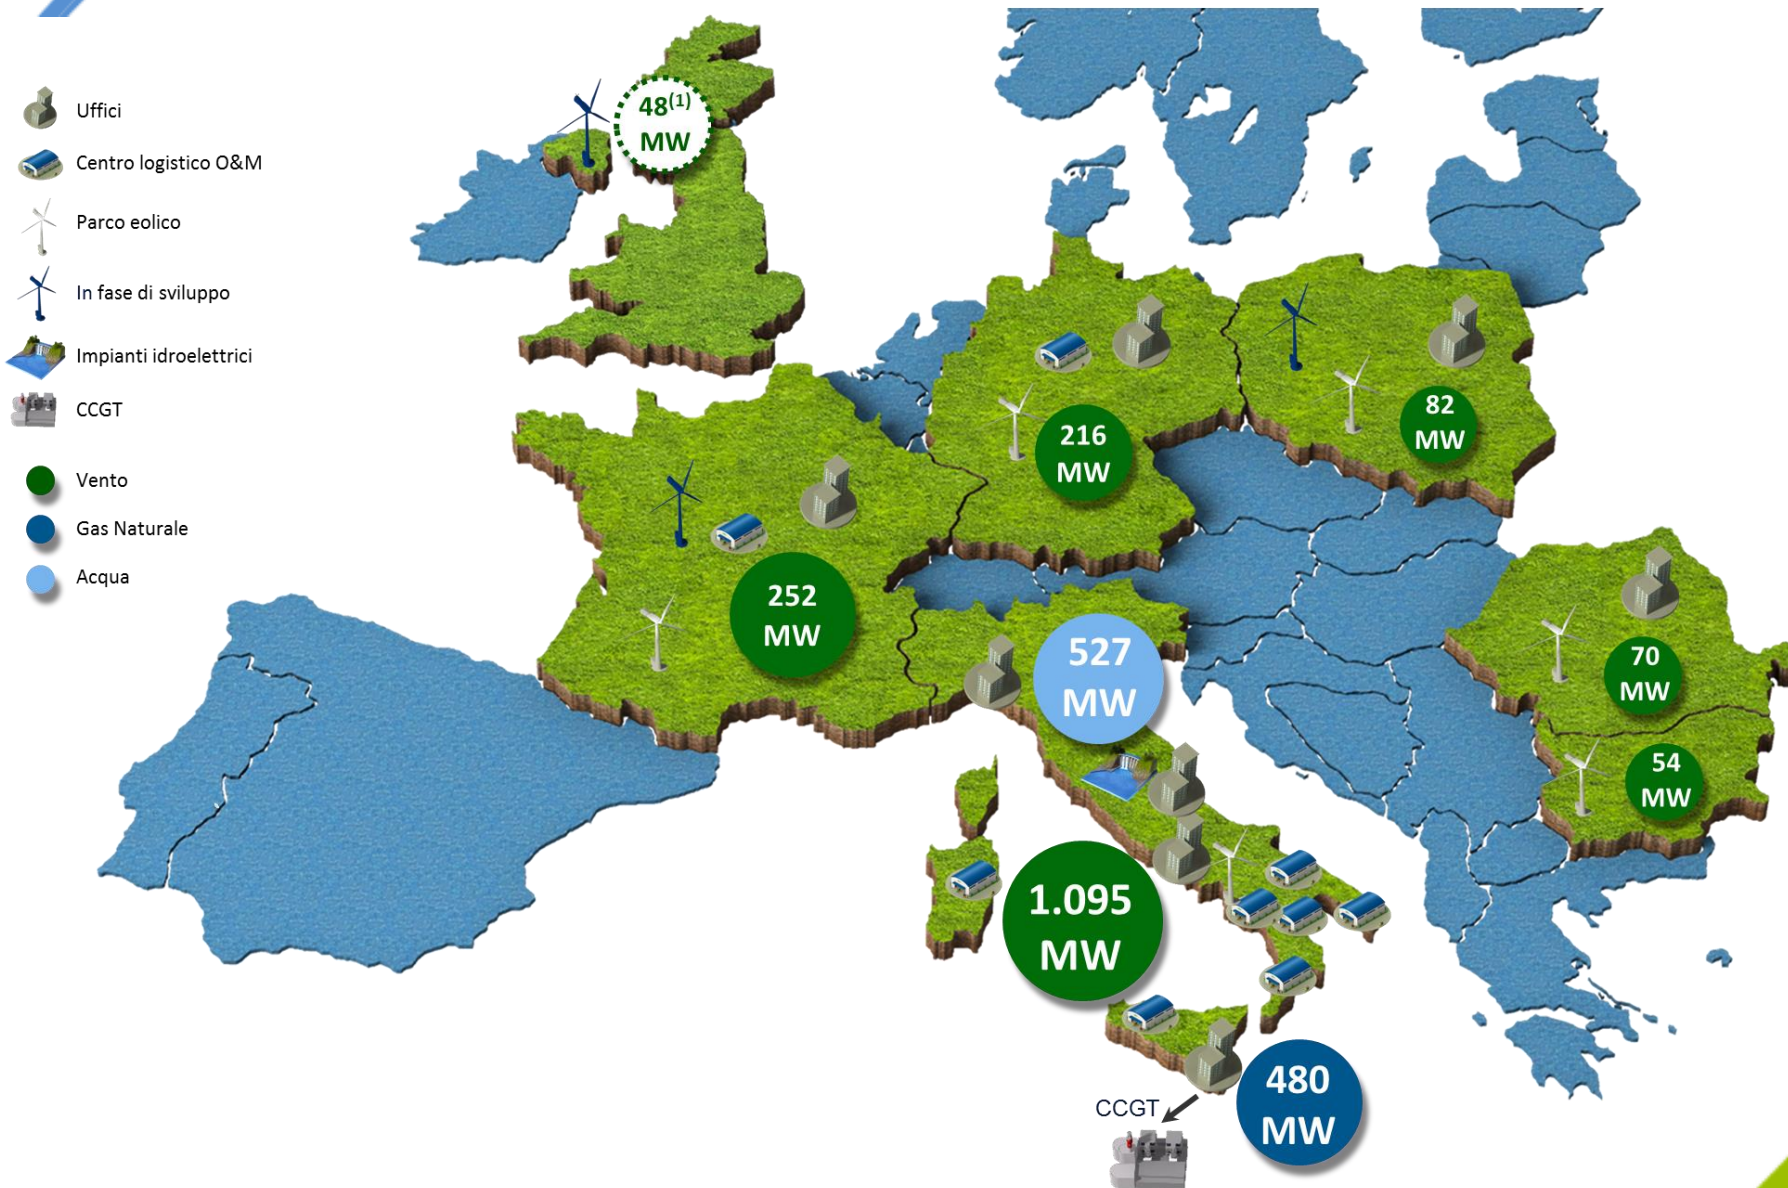 Uffici
Centro logistico O&M
Parco eolico
In fase di sviluppo
Impianti idroelettrici
CCGT
Vento
Gas Naturale
Acqua
48(1)
MW
82
MW
216
MW
252
MW
527
MW
70
MW
54
MW
1.095
MW
480
MW
CCGT